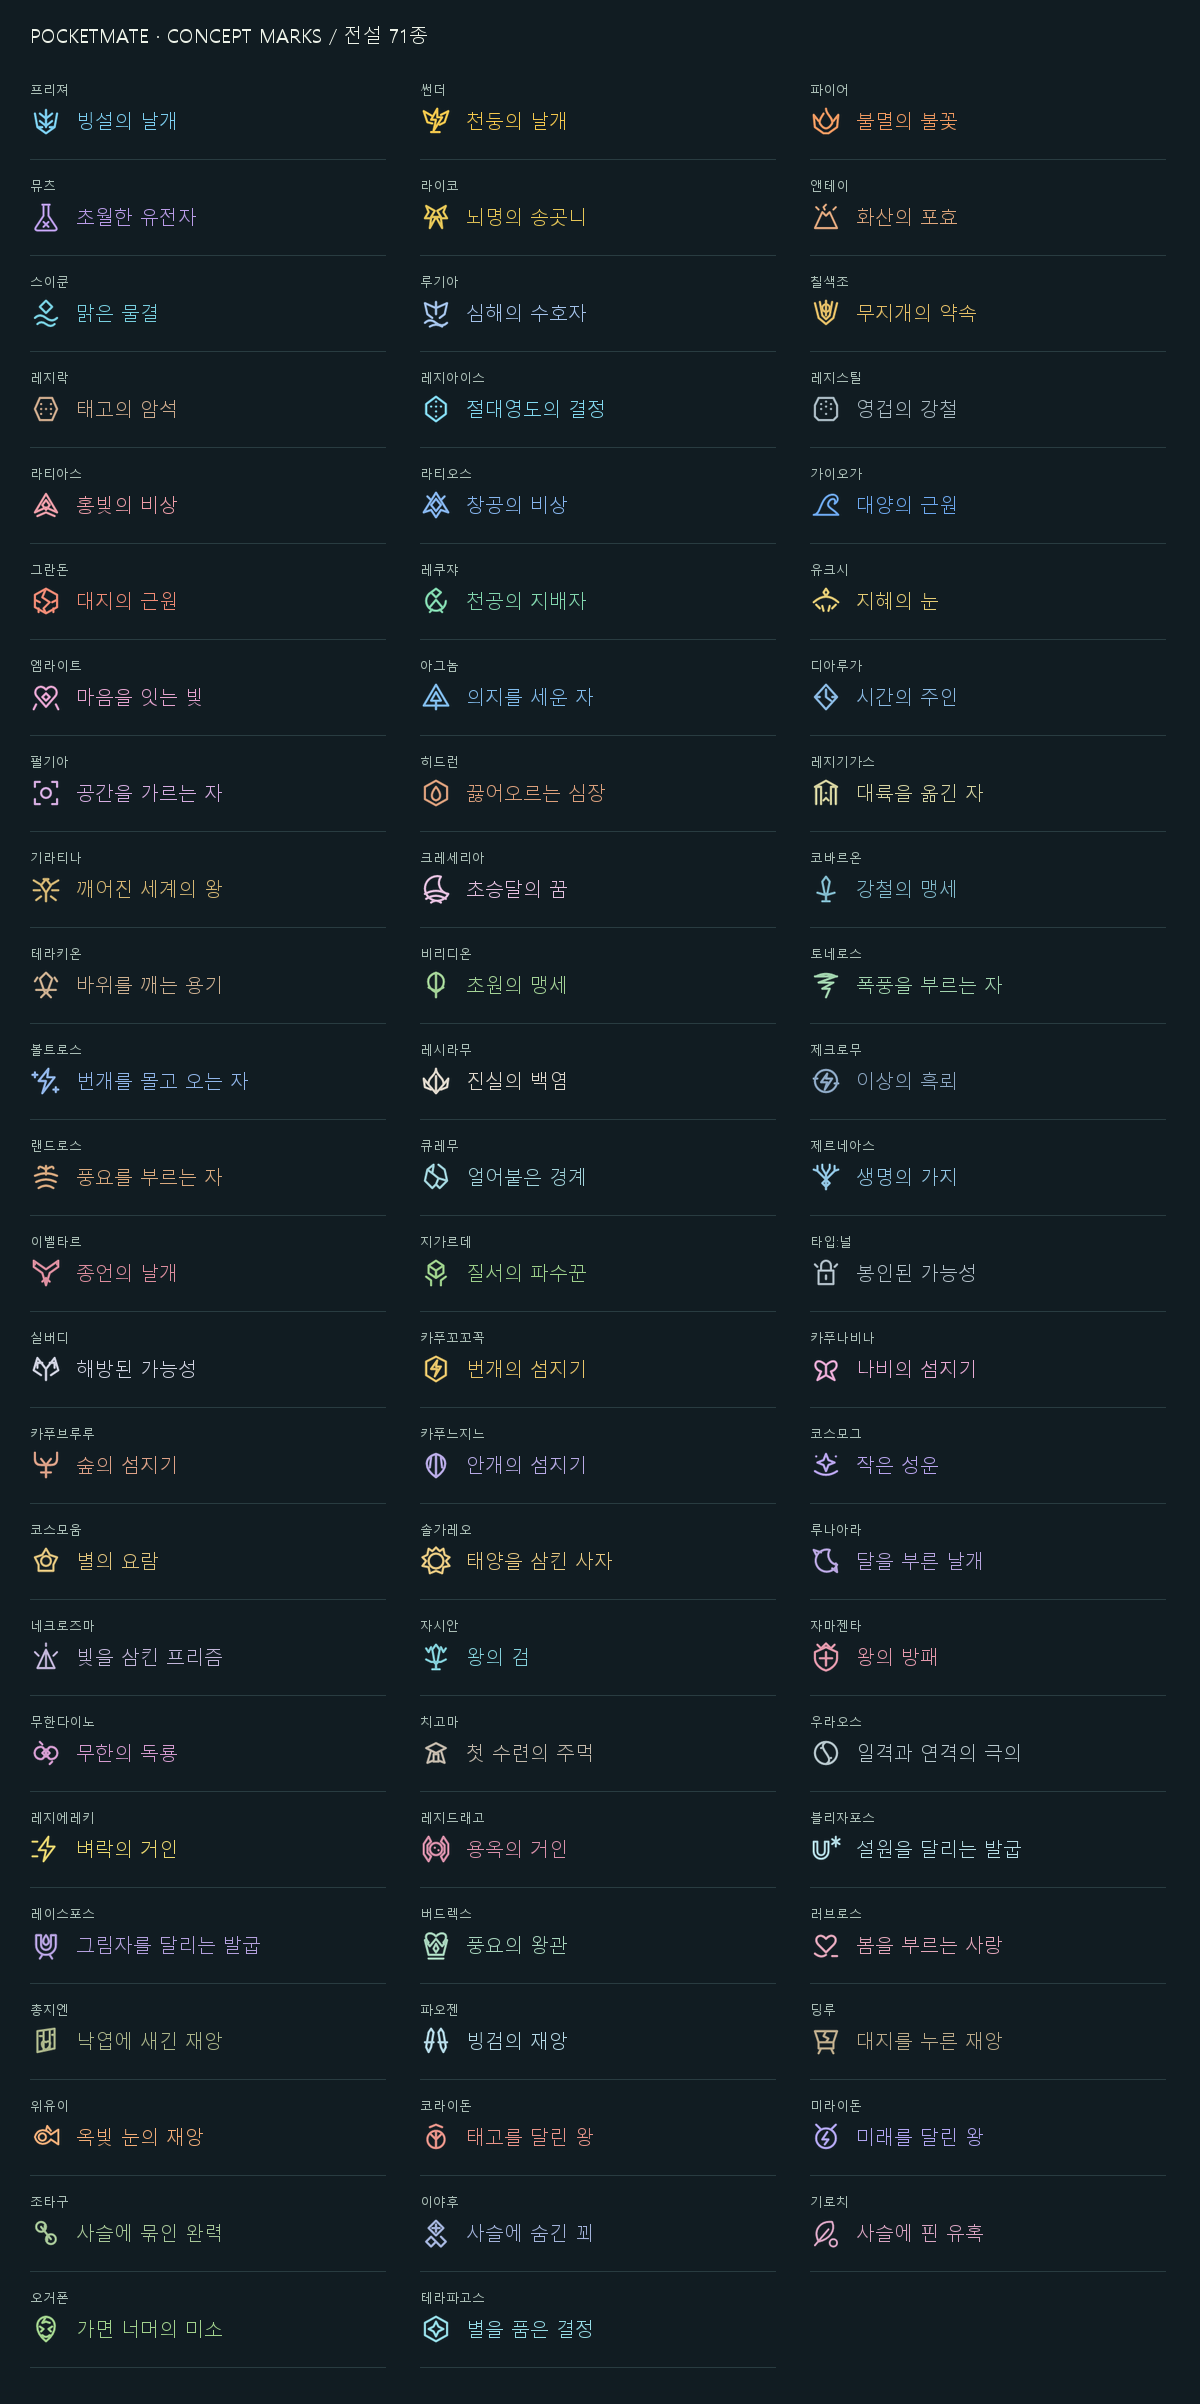 POCKETMATE · CONCEPT MARKS / 전설 71종
프리져
빙설의 날개
썬더
천둥의 날개
파이어
불멸의 불꽃
뮤츠
초월한 유전자
라이코
뇌명의 송곳니
앤테이
화산의 포효
스이쿤
맑은 물결
루기아
심해의 수호자
칠색조
무지개의 약속
레지락
태고의 암석
레지아이스
절대영도의 결정
레지스틸
영겁의 강철
라티아스
홍빛의 비상
라티오스
창공의 비상
가이오가
대양의 근원
그란돈
대지의 근원
레쿠쟈
천공의 지배자
유크시
지혜의 눈
엠라이트
마음을 잇는 빛
아그놈
의지를 세운 자
디아루가
시간의 주인
펄기아
공간을 가르는 자
히드런
끓어오르는 심장
레지기가스
대륙을 옮긴 자
기라티나
깨어진 세계의 왕
크레세리아
초승달의 꿈
코바르온
강철의 맹세
테라키온
바위를 깨는 용기
비리디온
초원의 맹세
토네로스
폭풍을 부르는 자
볼트로스
번개를 몰고 오는 자
레시라무
진실의 백염
제크로무
이상의 흑뢰
랜드로스
풍요를 부르는 자
큐레무
얼어붙은 경계
제르네아스
생명의 가지
이벨타르
종언의 날개
지가르데
질서의 파수꾼
타입:널
봉인된 가능성
실버디
해방된 가능성
카푸꼬꼬꼭
번개의 섬지기
카푸나비나
나비의 섬지기
카푸브루루
숲의 섬지기
카푸느지느
안개의 섬지기
코스모그
작은 성운
코스모움
별의 요람
솔가레오
태양을 삼킨 사자
루나아라
달을 부른 날개
네크로즈마
빛을 삼킨 프리즘
자시안
왕의 검
자마젠타
왕의 방패
무한다이노
무한의 독룡
치고마
첫 수련의 주먹
우라오스
일격과 연격의 극의
레지에레키
벼락의 거인
레지드래고
용옥의 거인
블리자포스
설원을 달리는 발굽
레이스포스
그림자를 달리는 발굽
버드렉스
풍요의 왕관
러브로스
봄을 부르는 사랑
총지엔
낙엽에 새긴 재앙
파오젠
빙검의 재앙
딩루
대지를 누른 재앙
위유이
옥빛 눈의 재앙
코라이돈
태고를 달린 왕
미라이돈
미래를 달린 왕
조타구
사슬에 묶인 완력
이야후
사슬에 숨긴 꾀
기로치
사슬에 핀 유혹
오거폰
가면 너머의 미소
테라파고스
별을 품은 결정